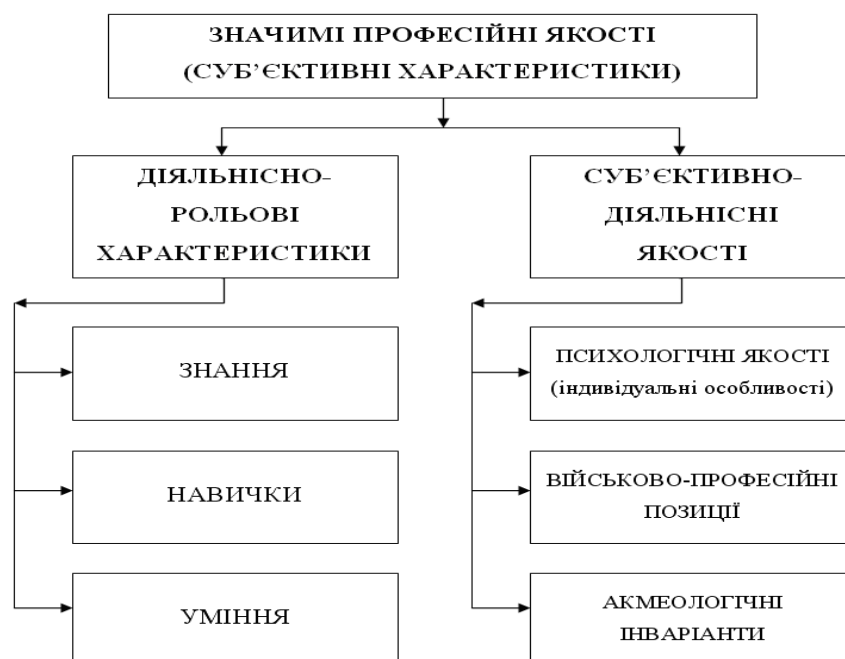 ЗНАЧИМІ ПРОФЕСІЙНІ ЯКОСТІ
(СУБ’ЄКТИВНІ ХАРАКТЕРИСТИКИ)
ДІЯЛЬНІСНО-
РОЛЬОВІ
ХАРАКТЕРИСТИКИ
ЗНАННЯ
НАВИЧКИ
УМІННЯ
СУБ’ЄКТИВНО-
ДІЯЛЬНІСНІ
ЯКОСТІ
ПСИХОЛОГІЧНІ ЯКОСТІ
(індивідуальні особливості)
ВІЙСЬКОВО-ПРОФЕСІЙНІ
ПОЗИЦІЇ
АКМЕОЛОГІЧНІ
ІНВАРІАНТИ